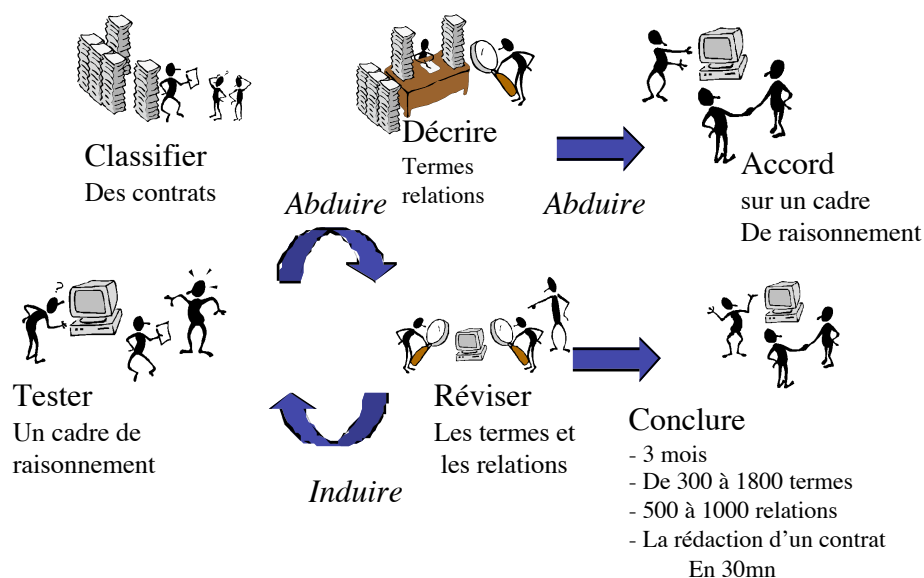 Classifier
Des contrats
Décrire
Termes
relations
Accord
sur un cadre
De raisonnement
Abduire
Abduire
?
Tester
Un cadre de
raisonnement
Réviser
Les termes et
les relations
Induire
Conclure
- 3 mois
- De 300 à 1800 termes
- 500 à 1000 relations
- La rédaction d’un contrat
En 30mn